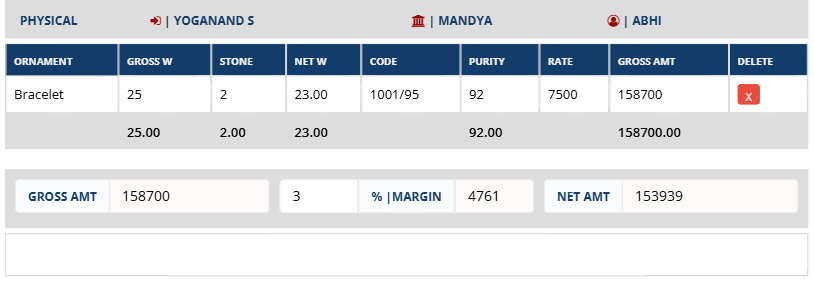 PHYSICAL | YOGANAND S | MANDYA | ABHI
ORNAMENT GROSS W STONE NET W CODE PURITY RATE GROSS AMT DELETE
Bracelet 25 2 23.00 1001/95 92 7500 158700 X
25.00 2.00 23.00 92.00 158700.00
GROSS AMT 158700 3 % |MARGIN 4761 NET AMT 153939